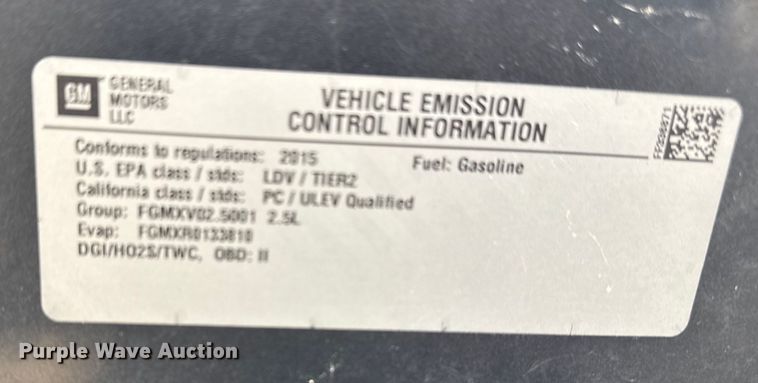 GM
GENERAL
MOTORS
LLC
VEHICLE EMISSION
CONTROL INFORMATION
Conforms to regulations: 2015 Fuel: Gasoline
U.S. EPA class / stds: LDV / TIER2
California class / stds: PC / ULEV Qualified
Group: FGMXV02.5001 2.5L
Evap: FGMXR0133810
DGI/HO2S/TWC, OBD: II
Purple Wave Auction